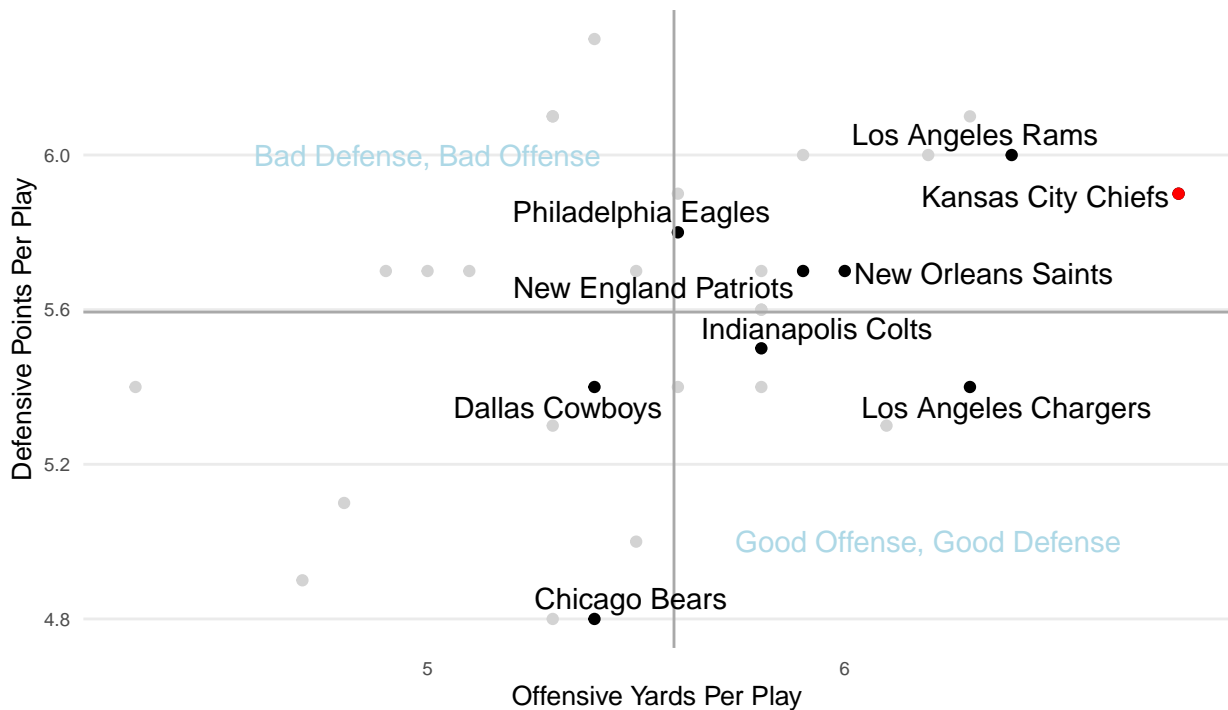 Los Angeles Rams
6.0
Bad Defense, Bad Offense
Kansas City Chiefs
Philadelphia Eagles
New Orleans Saints
New England Patriots
5.6
Indianapolis Colts
Dallas Cowboys
Los Angeles Chargers
5.2
Good Offense, Good Defense
Chicago Bears
4.8
5
6
Offensive Yards Per Play
Defensive Points Per Play